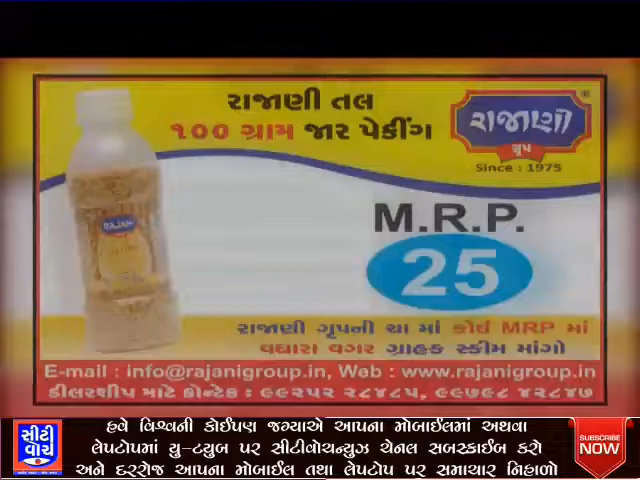 રાજાણી તલ
૧૦૦ ગ્રામ જાર પેકીંગ
રાજાણી
®
ગ્રૂપ
Since : 1975
RAJANI
M.R.P.
25
રાજાણી ગૃપની ચા માં કોઈ MRP માં
વધારા વગર ગ્રાહક સ્કીમ માંગો
E-mail : info@rajanigroup.in, Web : www.rajanigroup.in
ડીલરશીપ માટે કોન્ટેક : ૯૯૨૫૨ ૨૮૪૮૫, ૯૯૭૯૮ ૪૨૮૪૭
સીટી
વોચ
હવે વિશ્વની કોઈપણ જગ્યાએ આપના મોબાઈલમાં અથવા
લેપટોપમાં યુ-ટયુબ પર સીટીવોચન્યુઝ ચેનલ સબસ્ક્રાઈબ કરો
અને દરરોજ આપના મોબાઈલ તથા લેપટોપ પર સમાચાર નિહાળો
SUBSCRIBE
NOW